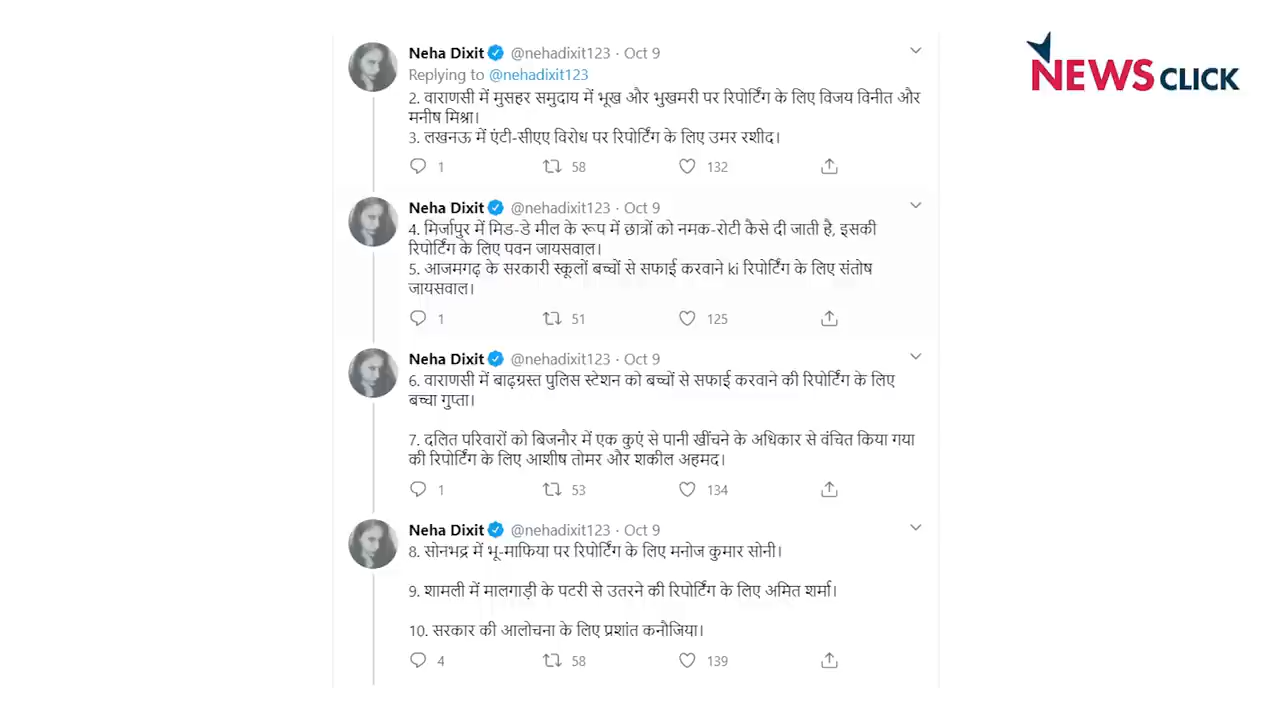 NEWS CLICK
Neha Dixit @nehadixit123 · Oct 9
Replying to @nehadixit123
2. वाराणसी में मुसहर समुदाय में भूख और भुखमरी पर रिपोर्टिंग के लिए विजय विनीत और
मनीष मिश्रा।
3. लखनऊ में एंटी-सीएए विरोध पर रिपोर्टिंग के लिए उमर रशीद।
1 58 132
Neha Dixit @nehadixit123 · Oct 9
4. मिर्जापुर में मिड-डे मील के रूप में छात्रों को नमक-रोटी कैसे दी जाती है, इसकी
रिपोर्टिंग के लिए पवन जायसवाल।
5. आजमगढ़ के सरकारी स्कूलों बच्चों से सफाई करवाने ki रिपोर्टिंग के लिए संतोष
जायसवाल।
1 51 125
Neha Dixit @nehadixit123 · Oct 9
6. वाराणसी में बाढ़ग्रस्त पुलिस स्टेशन को बच्चों से सफाई करवाने की रिपोर्टिंग के लिए
बच्चा गुप्ता।
7. दलित परिवारों को बिजनौर में एक कुएं से पानी खींचने के अधिकार से वंचित किया गया
की रिपोर्टिंग के लिए आशीष तोमर और शकील अहमद।
1 53 134
Neha Dixit @nehadixit123 · Oct 9
8. सोनभद्र में भू-माफिया पर रिपोर्टिंग के लिए मनोज कुमार सोनी।
9. शामली में मालगाड़ी के पटरी से उतरने की रिपोर्टिंग के लिए अमित शर्मा।
10. सरकार की आलोचना के लिए प्रशांत कनौजिया।
4 58 139